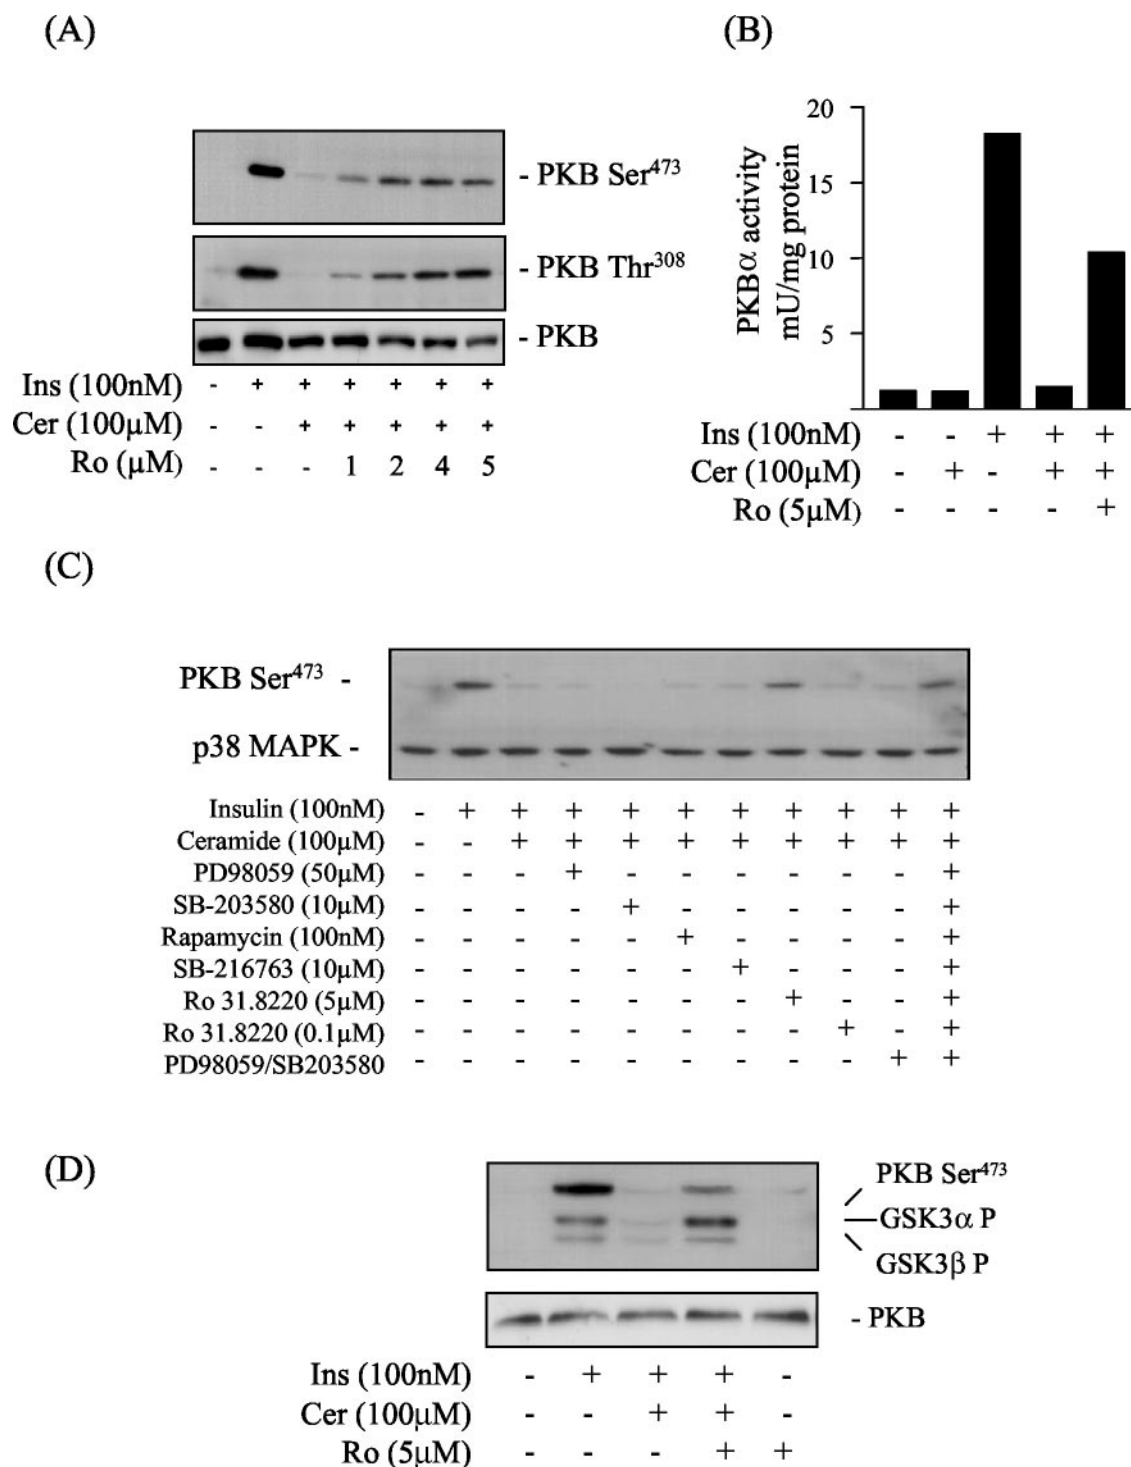 (A)
- PKB Ser473
- PKB Thr308
- PKB
Ins (100nM) - + + + + + +
Cer (100μM) - - + + + + +
Ro (μM) - - - 1 2 4 5
(B)
PKBα activity
mU/mg protein
20
15
10
5
Ins (100nM) - - + + +
Cer (100μM) - + - + +
Ro (5μM) - - - - +
(C)
PKB Ser473 -
p38 MAPK -
Insulin (100nM) - + + + + + + + + + +
Ceramide (100μM) - - + + + + + + + + +
PD98059 (50μM) - - - + - - - - - - +
SB-203580 (10μM) - - - - + - - - - - +
Rapamycin (100nM) - - - - - + - - - - +
SB-216763 (10μM) - - - - - - + - - - +
Ro 31.8220 (5μM) - - - - - - - + - - +
Ro 31.8220 (0.1μM) - - - - - - - - + - +
PD98059/SB203580 - - - - - - - - - + +
(D)
PKB Ser473
GSK3α P
GSK3β P
- PKB
Ins (100nM) - + + + -
Cer (100μM) - - + + -
Ro (5μM) - - - + +